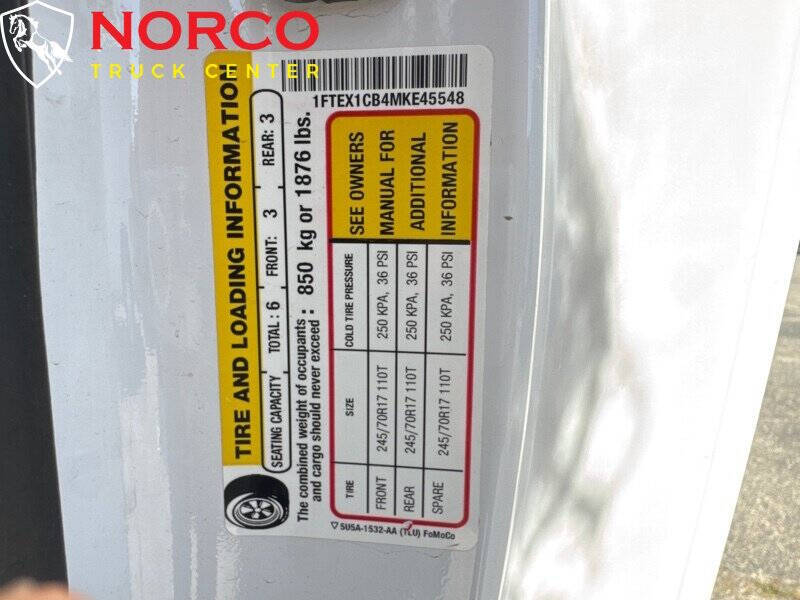 NORCO
TRUCK CENTER
1FTEX1CB4MKE45548
TIRE AND LOADING INFORMATION
SEATING CAPACITY TOTAL: 6 FRONT: 3 REAR: 3
The combined weight of occupants
and cargo should never exceed : 850 kg or 1876 lbs.
TIRE SIZE COLD TIRE PRESSURE SEE OWNERS
FRONT 245/70R17 110T 250 KPA, 36 PSI MANUAL FOR
REAR 245/70R17 110T 250 KPA, 36 PSI ADDITIONAL
SPARE 245/70R17 110T 250 KPA, 36 PSI INFORMATION
5U5A-1532-AA (TLU) FoMoCo